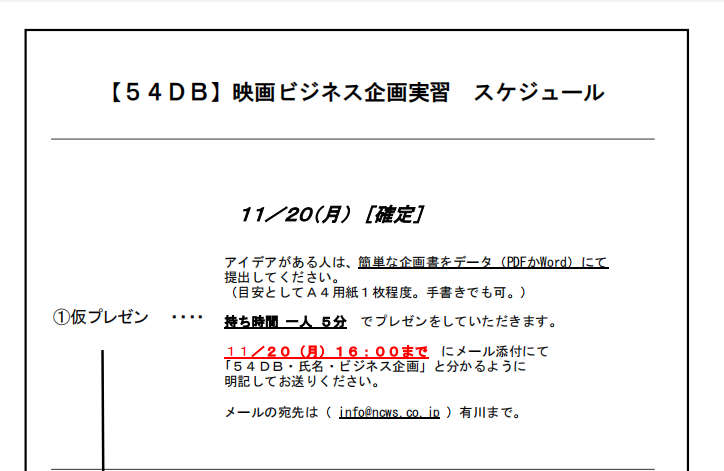 【５４ＤＢ】映画ビジネス企画実習　スケジュール
11／20(月)　[確定]
アイデアがある人は、簡単な企画書をデータ（PDFかWord）にて
提出してください。
（目安としてＡ４用紙１枚程度。手書きでも可。）
①仮プレゼン　・・・・
持ち時間 一人 ５分　でプレゼンをしていただきます。
１１／２０（月）１６：００まで　にメール添付にて
「５４ＤＢ・氏名・ビジネス企画」と分かるように
明記してお送りください。
メールの宛先は（ info@ncws.co.jp ）有川まで。